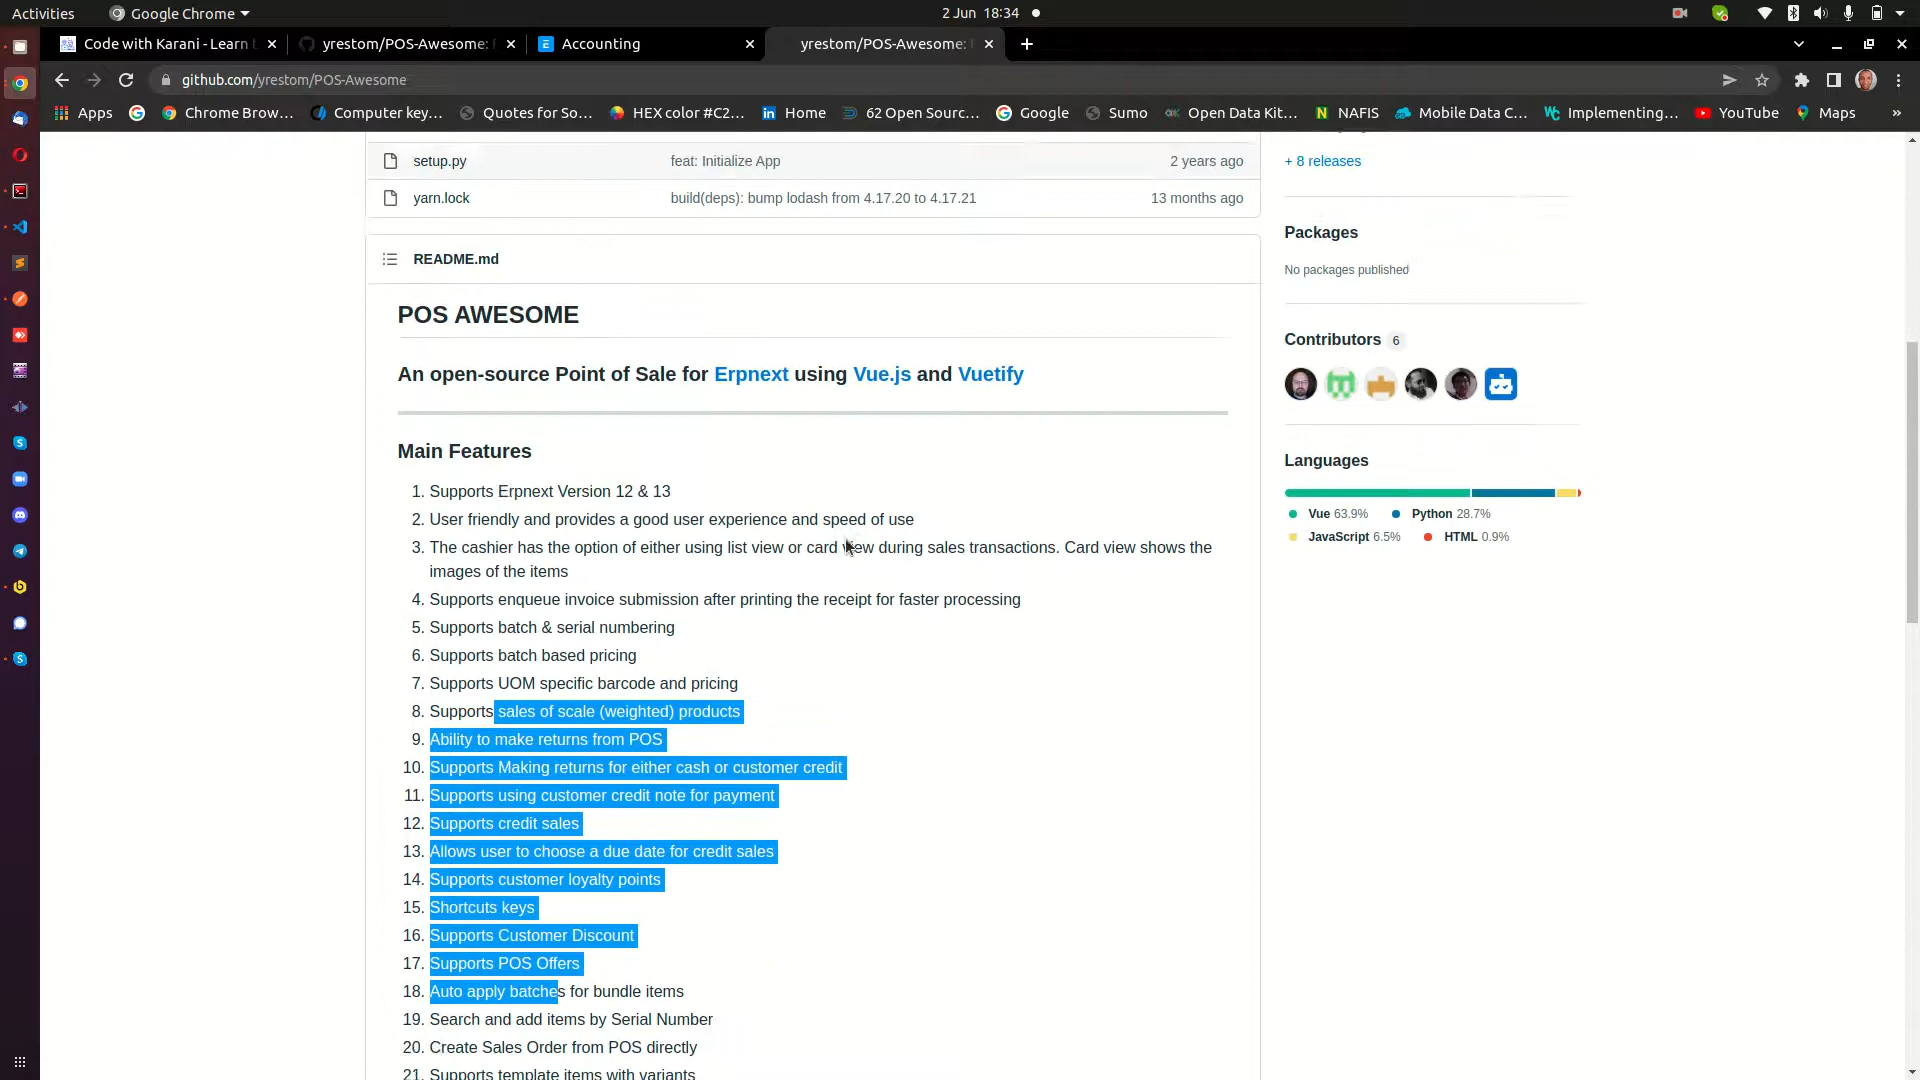 Activities
Google Chrome
2 Jun 18:34
Code with Karani - Learn t
yrestom/POS-Awesome:
Accounting
yrestom/POS-Awesome:
github.com/yrestom/POS-Awesome
Apps
Chrome Brow...
Computer key...
Quotes for So...
HEX color #C2...
Home
62 Open Sourc...
Google
Sumo
Open Data Kit...
NAFIS
Mobile Data C...
Implementing...
YouTube
Maps
»
setup.py
feat: Initialize App
2 years ago
yarn.lock
build(deps): bump lodash from 4.17.20 to 4.17.21
13 months ago
README.md
POS AWESOME
An open-source Point of Sale for Erpnext using Vue.js and Vuetify
Main Features
1. Supports Erpnext Version 12 & 13
2. User friendly and provides a good user experience and speed of use
3. The cashier has the option of either using list view or card view during sales transactions. Card view shows the
images of the items
4. Supports enqueue invoice submission after printing the receipt for faster processing
5. Supports batch & serial numbering
6. Supports batch based pricing
7. Supports UOM specific barcode and pricing
8. Supports sales of scale (weighted) products
9. Ability to make returns from POS
10. Supports Making returns for either cash or customer credit
11. Supports using customer credit note for payment
12. Supports credit sales
13. Allows user to choose a due date for credit sales
14. Supports customer loyalty points
15. Shortcuts keys
16. Supports Customer Discount
17. Supports POS Offers
18. Auto apply batches for bundle items
19. Search and add items by Serial Number
20. Create Sales Order from POS directly
21. Supports template items with variants
+ 8 releases
Packages
No packages published
Contributors 6
Languages
Vue 63.9%
Python 28.7%
JavaScript 6.5%
HTML 0.9%